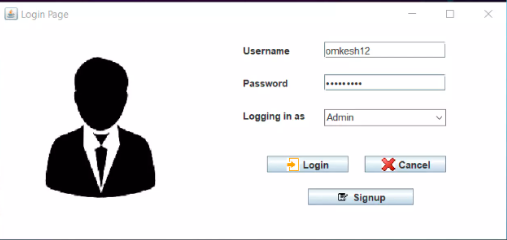 Login Page
Username omkesh12
Password •••••••••
Logging in as Admin
Login Cancel
Signup